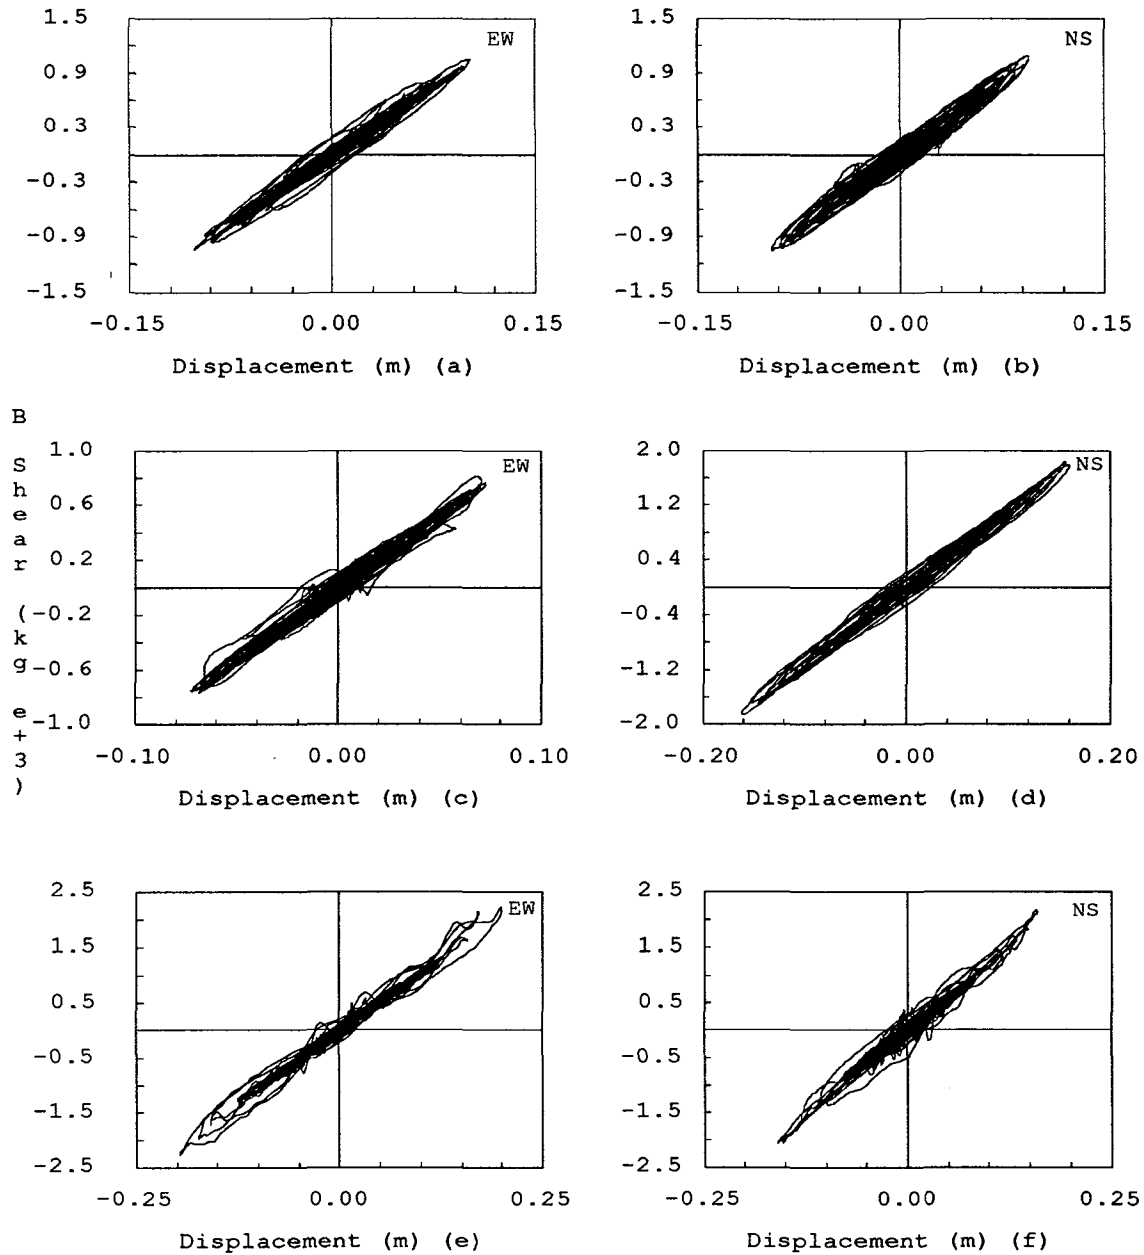 1.5
0.9
0.3
-0.3
-0.9
-1.5
EW
-0.15 0.00 0.15
Displacement (m) (a)
1.5
0.9
0.3
-0.3
-0.9
-1.5
NS
-0.15 0.00 0.15
Displacement (m) (b)
B Shear (kg e+3)
1.0
0.6
0.2
-0.2
-0.6
-1.0
EW
-0.10 0.00 0.10
Displacement (m) (c)
2.0
1.2
0.4
-0.4
-1.2
-2.0
NS
-0.20 0.00 0.20
Displacement (m) (d)
2.5
1.5
0.5
-0.5
-1.5
-2.5
EW
-0.25 0.00 0.25
Displacement (m) (e)
2.5
1.5
0.5
-0.5
-1.5
-2.5
NS
-0.25 0.00 0.25
Displacement (m) (f)